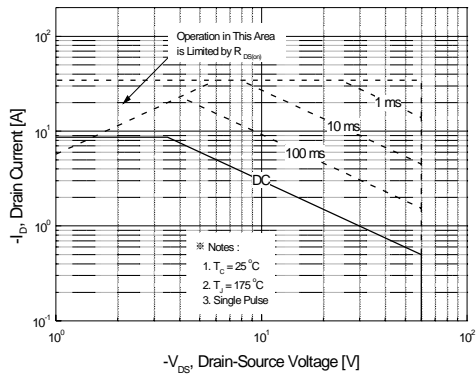 Operation in This Area
is Limited by R DS(on)
10²
10¹
10⁰
10⁻¹
-I_D, Drain Current [A]
1 ms
10 ms
100 ms
DC
※ Notes :
1. T_C = 25 °C
2. T_J = 175 °C
3. Single Pulse
10⁰
10¹
10²
-V_DS, Drain-Source Voltage [V]